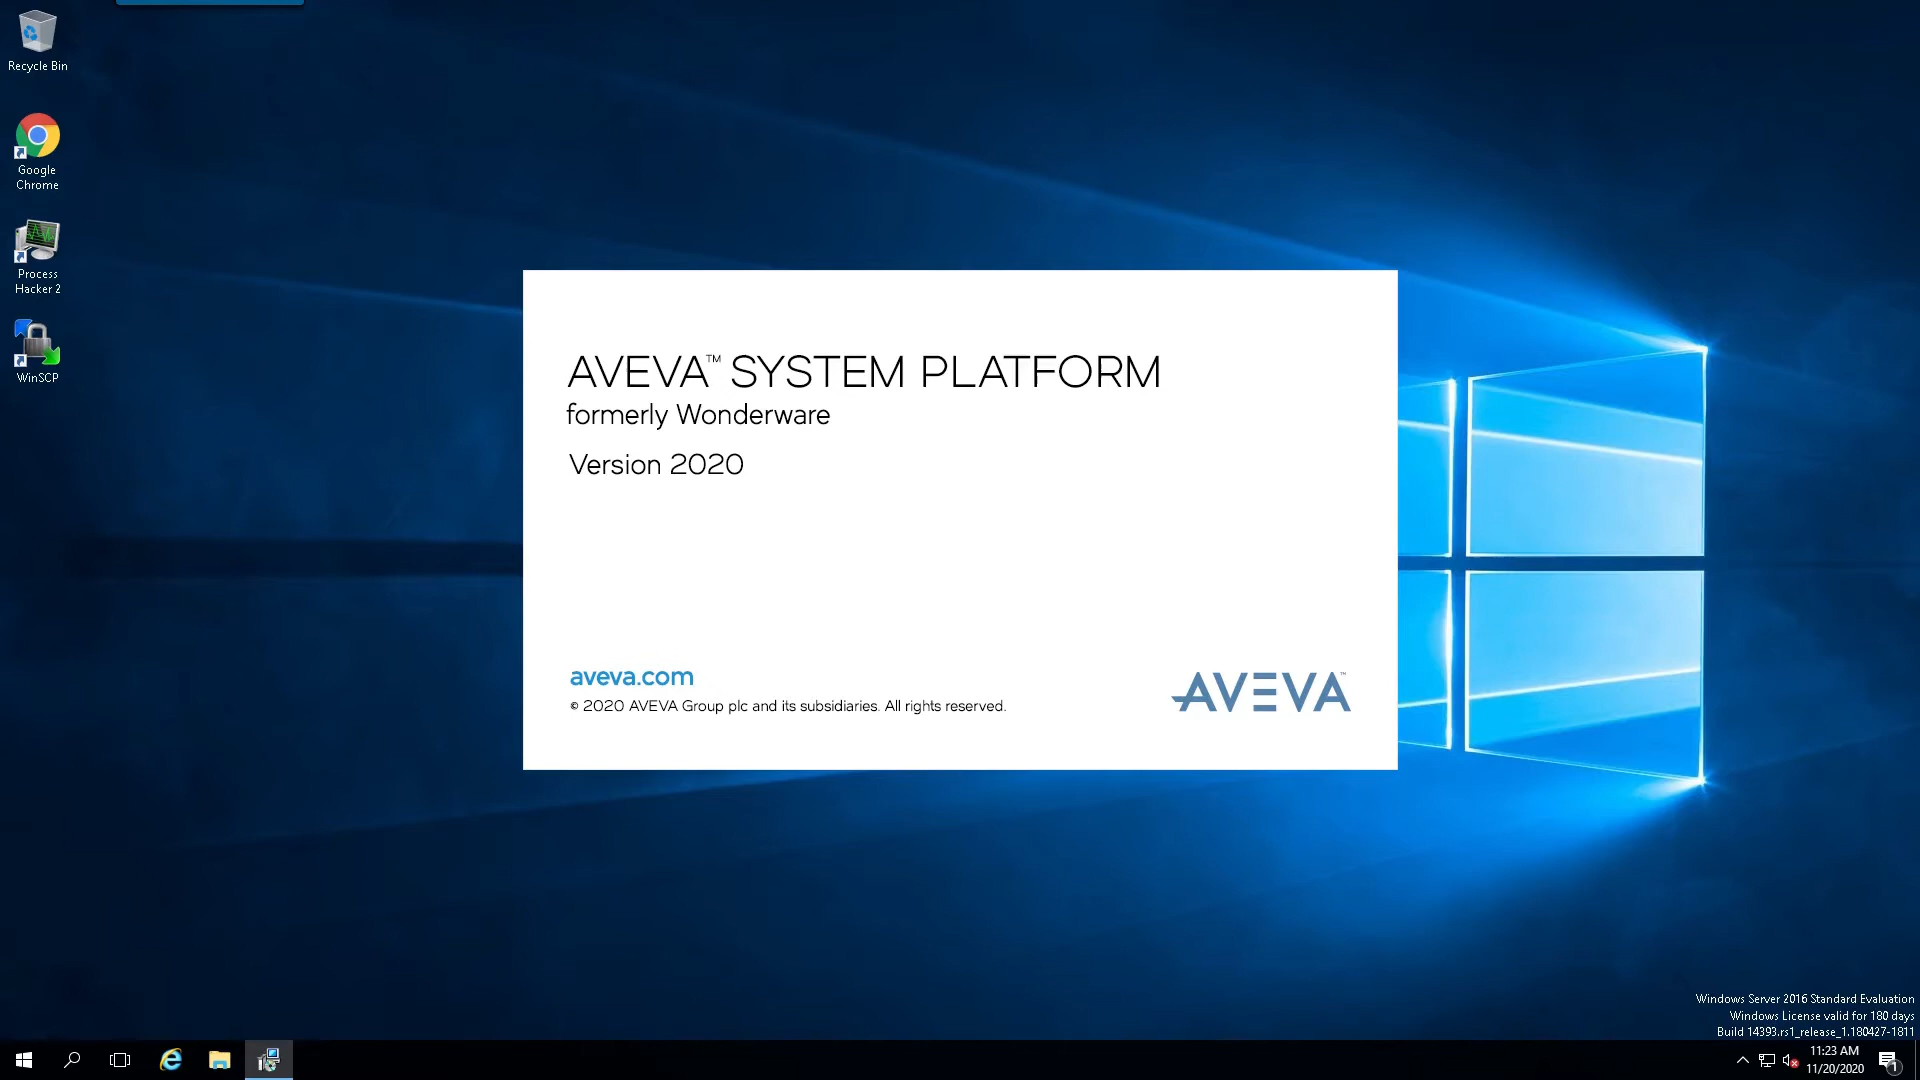 Recycle Bin
Google
Chrome
Process
Hacker 2
WinSCP
AVEVA™ SYSTEM PLATFORM
formerly Wonderware
Version 2020
aveva.com
© 2020 AVEVA Group plc and its subsidiaries. All rights reserved.
AVEVA™
Windows Server 2016 Standard Evaluation
Windows License valid for 180 days
Build 14393.rs1_release_1.180427-1811
11:23 AM
11/20/2020
1